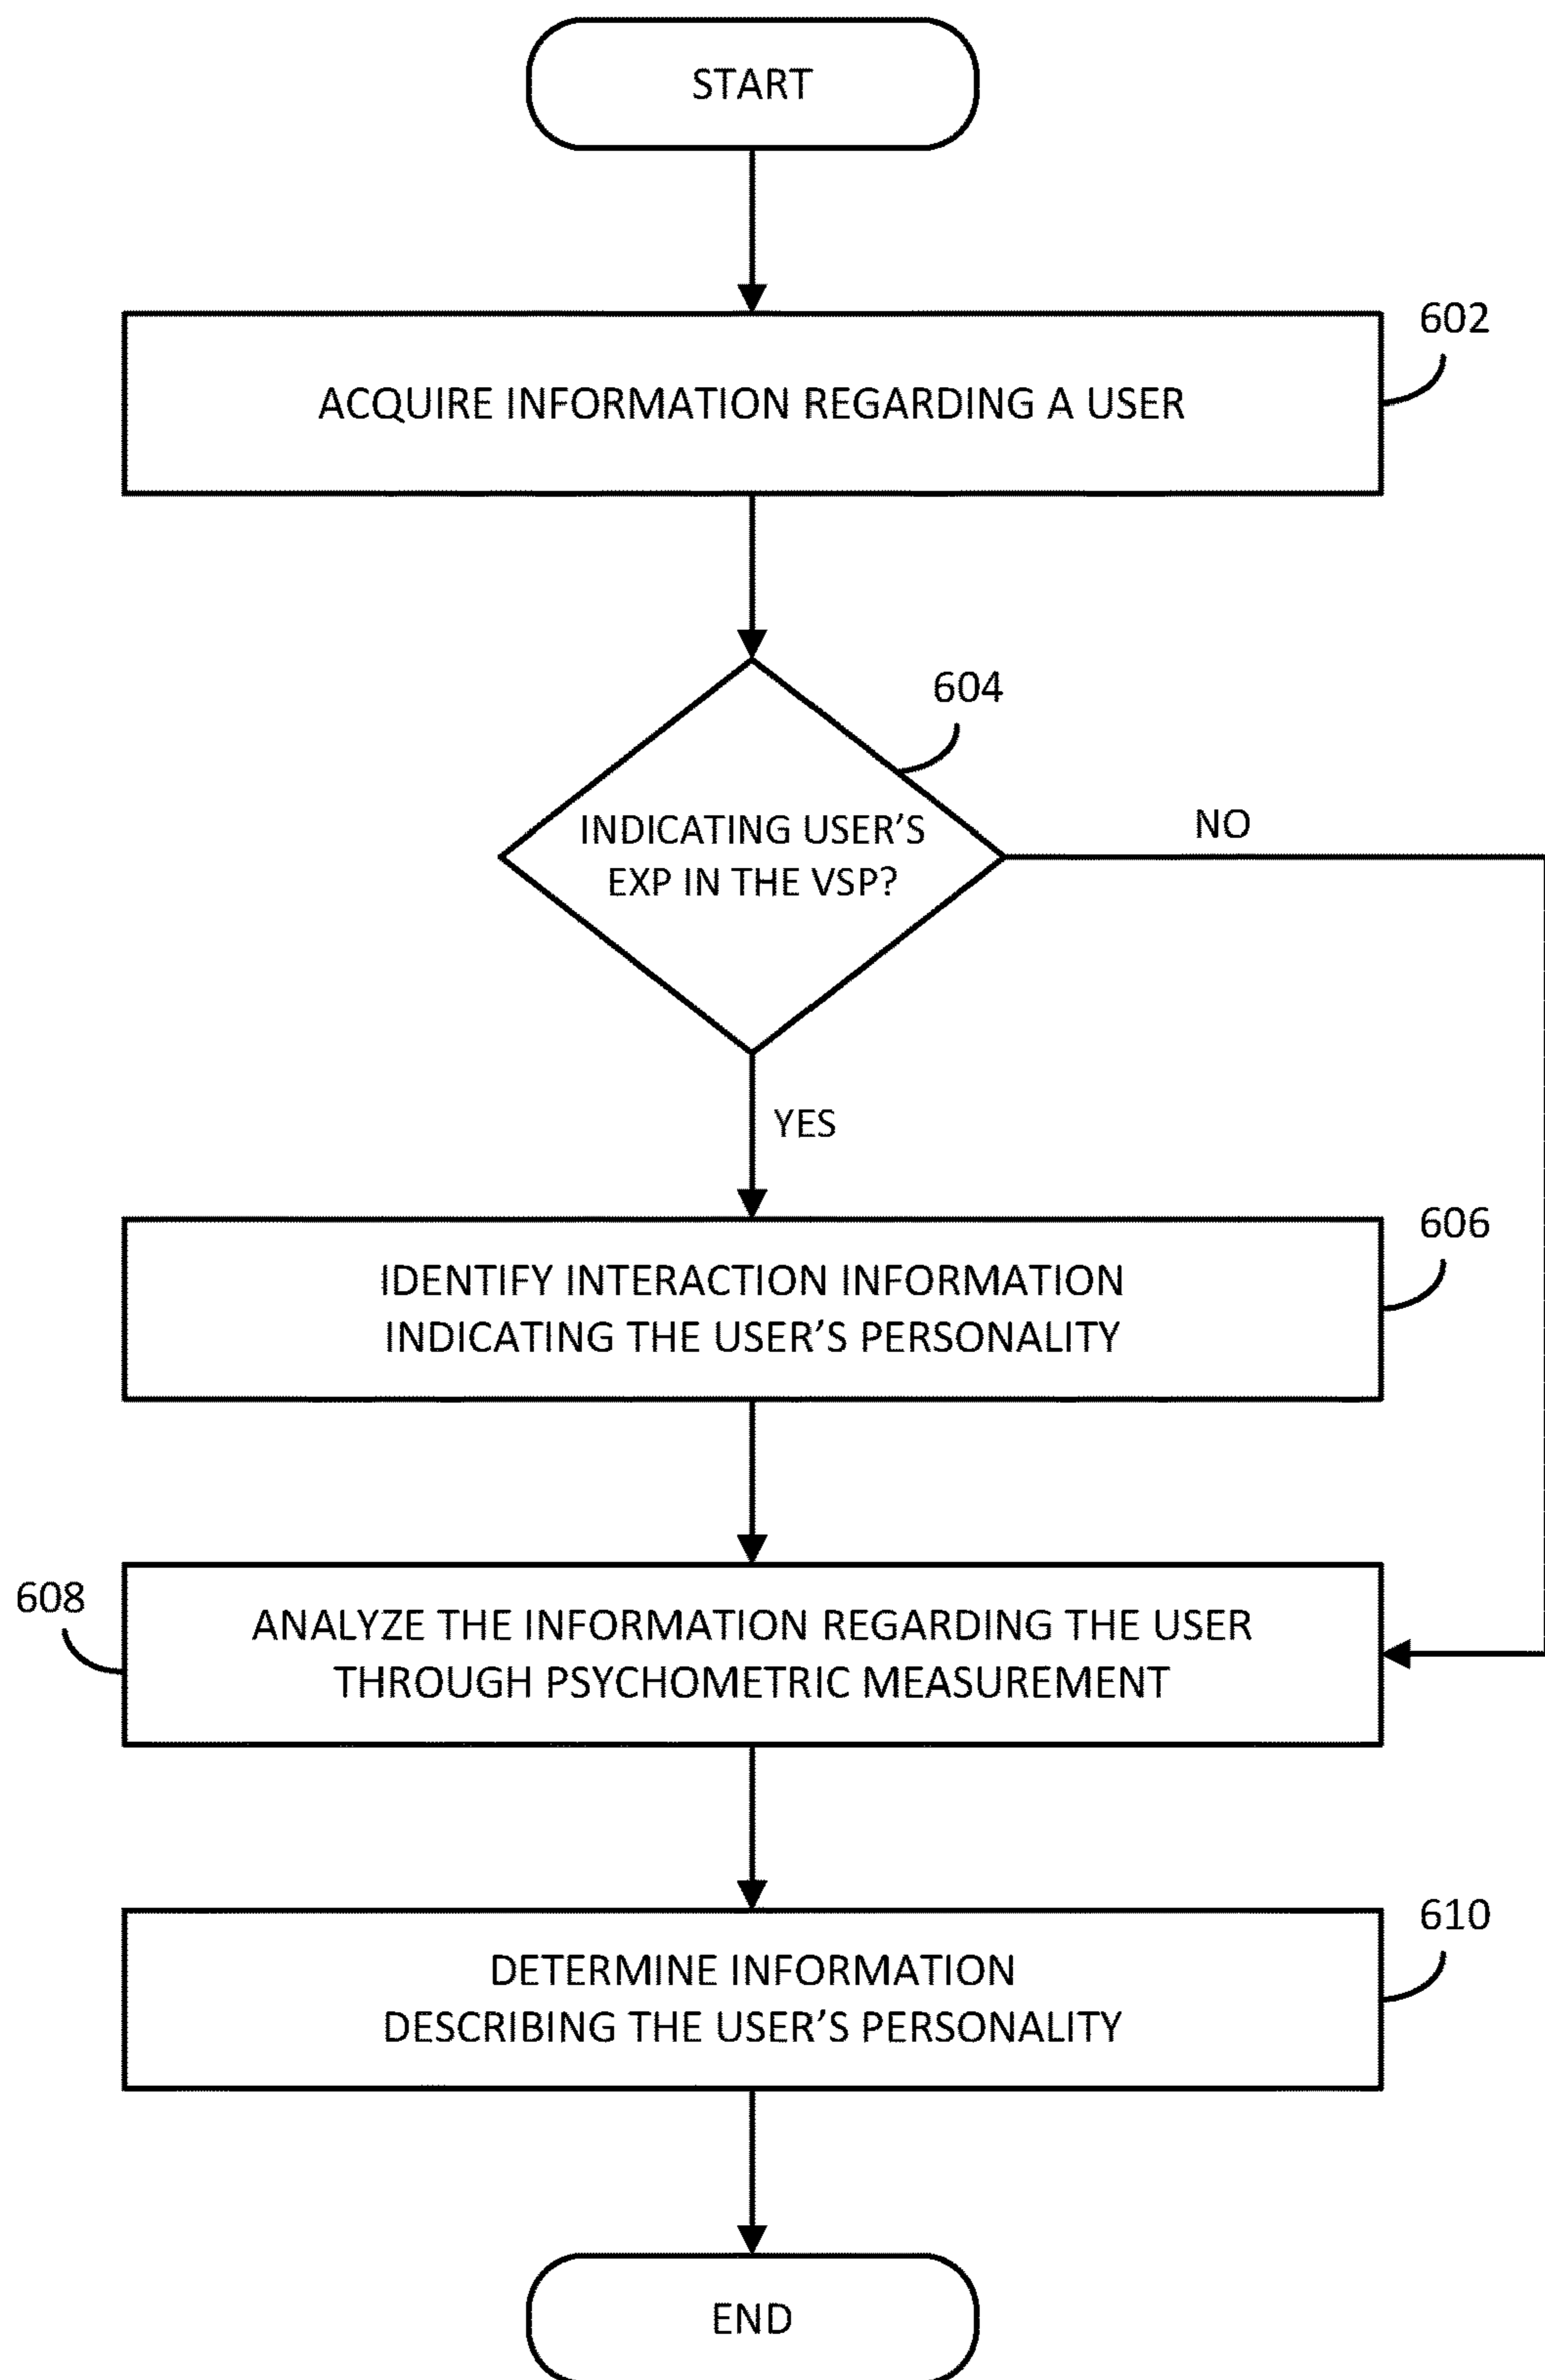 START
602
ACQUIRE INFORMATION REGARDING A USER
604
INDICATING USER'S
EXP IN THE VSP?
NO
YES
606
IDENTIFY INTERACTION INFORMATION
INDICATING THE USER'S PERSONALITY
608
ANALYZE THE INFORMATION REGARDING THE USER
THROUGH PSYCHOMETRIC MEASUREMENT
610
DETERMINE INFORMATION
DESCRIBING THE USER'S PERSONALITY
END